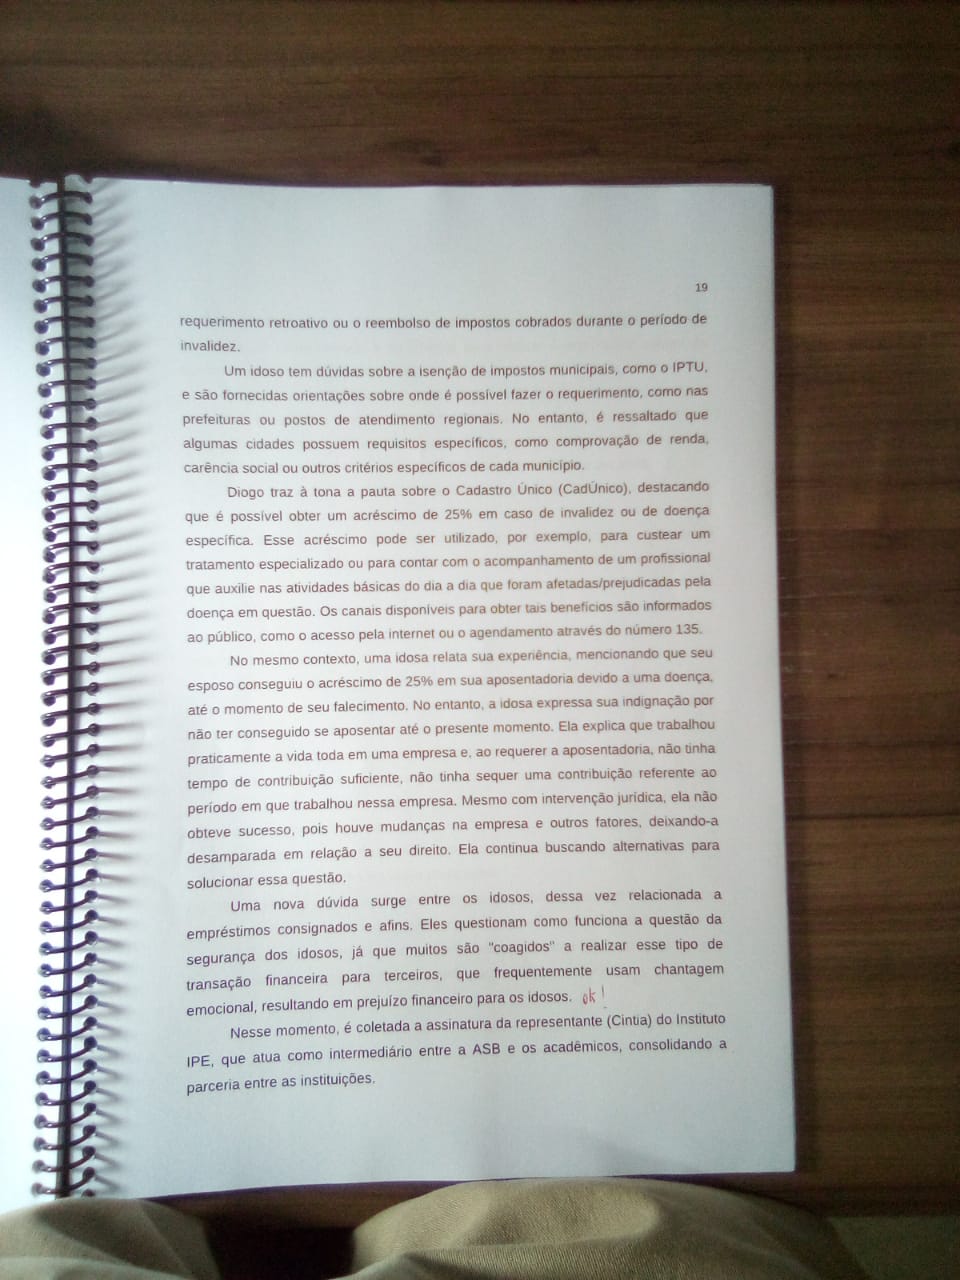 19
requerimento retroativo ou o reembolso de impostos cobrados durante o período de
invalidez.
Um idoso tem dúvidas sobre a isenção de impostos municipais, como o IPTU,
e são fornecidas orientações sobre onde é possível fazer o requerimento, como nas
prefeituras ou postos de atendimento regionais. No entanto, é ressaltado que
algumas cidades possuem requisitos específicos, como comprovação de renda,
carência social ou outros critérios específicos de cada município.
Diogo traz à tona a pauta sobre o Cadastro Único (CadÚnico), destacando
que é possível obter um acréscimo de 25% em caso de invalidez ou de doença
específica. Esse acréscimo pode ser utilizado, por exemplo, para custear um
tratamento especializado ou para contar com o acompanhamento de um profissional
que auxilie nas atividades básicas do dia a dia que foram afetadas/prejudicadas pela
doença em questão. Os canais disponíveis para obter tais benefícios são informados
ao público, como o acesso pela internet ou o agendamento através do número 135.
No mesmo contexto, uma idosa relata sua experiência, mencionando que seu
esposo conseguiu o acréscimo de 25% em sua aposentadoria devido a uma doença,
até o momento de seu falecimento. No entanto, a idosa expressa sua indignação por
não ter conseguido se aposentar até o presente momento. Ela explica que trabalhou
praticamente a vida toda em uma empresa e, ao requerer a aposentadoria, não tinha
tempo de contribuição suficiente, não tinha sequer uma contribuição referente ao
período em que trabalhou nessa empresa. Mesmo com intervenção jurídica, ela não
obteve sucesso, pois houve mudanças na empresa e outros fatores, deixando-a
desamparada em relação a seu direito. Ela continua buscando alternativas para
solucionar essa questão.
Uma nova dúvida surge entre os idosos, dessa vez relacionada a
empréstimos consignados e afins. Eles questionam como funciona a questão da
segurança dos idosos, já que muitos são "coagidos" a realizar esse tipo de
transação financeira para terceiros, que frequentemente usam chantagem
emocional, resultando em prejuízo financeiro para os idosos. ok!
Nesse momento, é coletada a assinatura da representante (Cintia) do Instituto
IPE, que atua como intermediário entre a ASB e os acadêmicos, consolidando a
parceria entre as instituições.